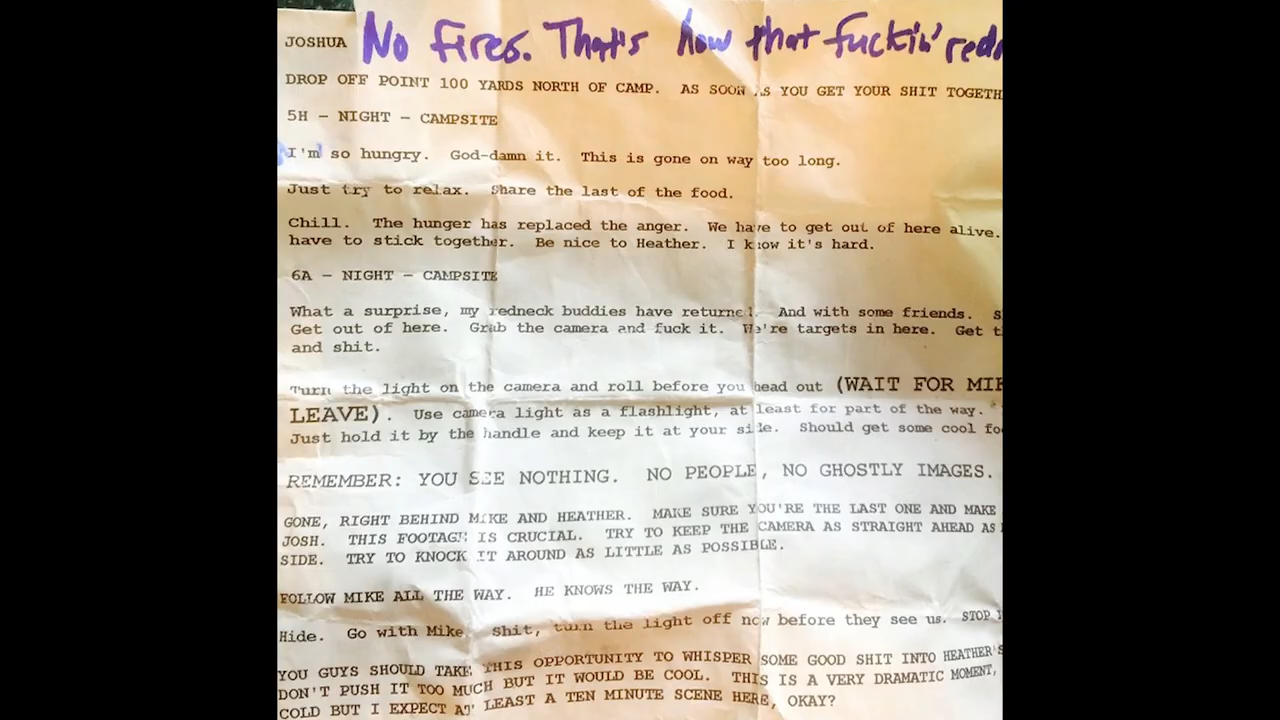 JOSHUA No fires. That's how that fuckin'
DROP OFF POINT 100 YARDS NORTH OF CAMP. AS SOON AS YOU GET YOUR SHIT
5H – NIGHT – CAMPSITE
I'm so hungry. God-damn it. This is gone on way too long.
Just try to relax. Share the last of the food.
Chill. The hunger has replaced the anger. We have to get out of here alive.
have to stick together. Be nice to Heather. I know it's hard.
6A – NIGHT – CAMPSITE
What a surprise, my redneck buddies have returned. And with some friends.
Get out of here. Grab the camera and fuck it. We're targets in here. Get
and shit.
Turn the light on the camera and roll before you head out (WAIT FOR
LEAVE). Use camera light as a flashlight, at least for part of the way.
Just hold it by the handle and keep it at your side. Should get some cool
REMEMBER: YOU SEE NOTHING. NO PEOPLE, NO GHOSTLY IMAGES.
GONE, RIGHT BEHIND MIKE AND HEATHER. MAKE SURE YOU'RE THE LAST ONE AND MAKE
JOSH. THIS FOOTAGE IS CRUCIAL. TRY TO KEEP THE CAMERA AS STRAIGHT AHEAD AS
SIDE. TRY TO KNOCK IT AROUND AS LITTLE AS POSSIBLE.
FOLLOW MIKE ALL THE WAY. HE KNOWS THE WAY.
Hide. Go with Mike. Shit, turn the light off now before they see us. STOP
YOU GUYS SHOULD TAKE THIS OPPORTUNITY TO WHISPER SOME GOOD SHIT INTO HEATHER'S
DON'T PUSH IT TOO MUCH BUT IT WOULD BE COOL. THIS IS A VERY DRAMATIC MOMENT,
COLD BUT I EXPECT AT LEAST A TEN MINUTE SCENE HERE, OKAY?